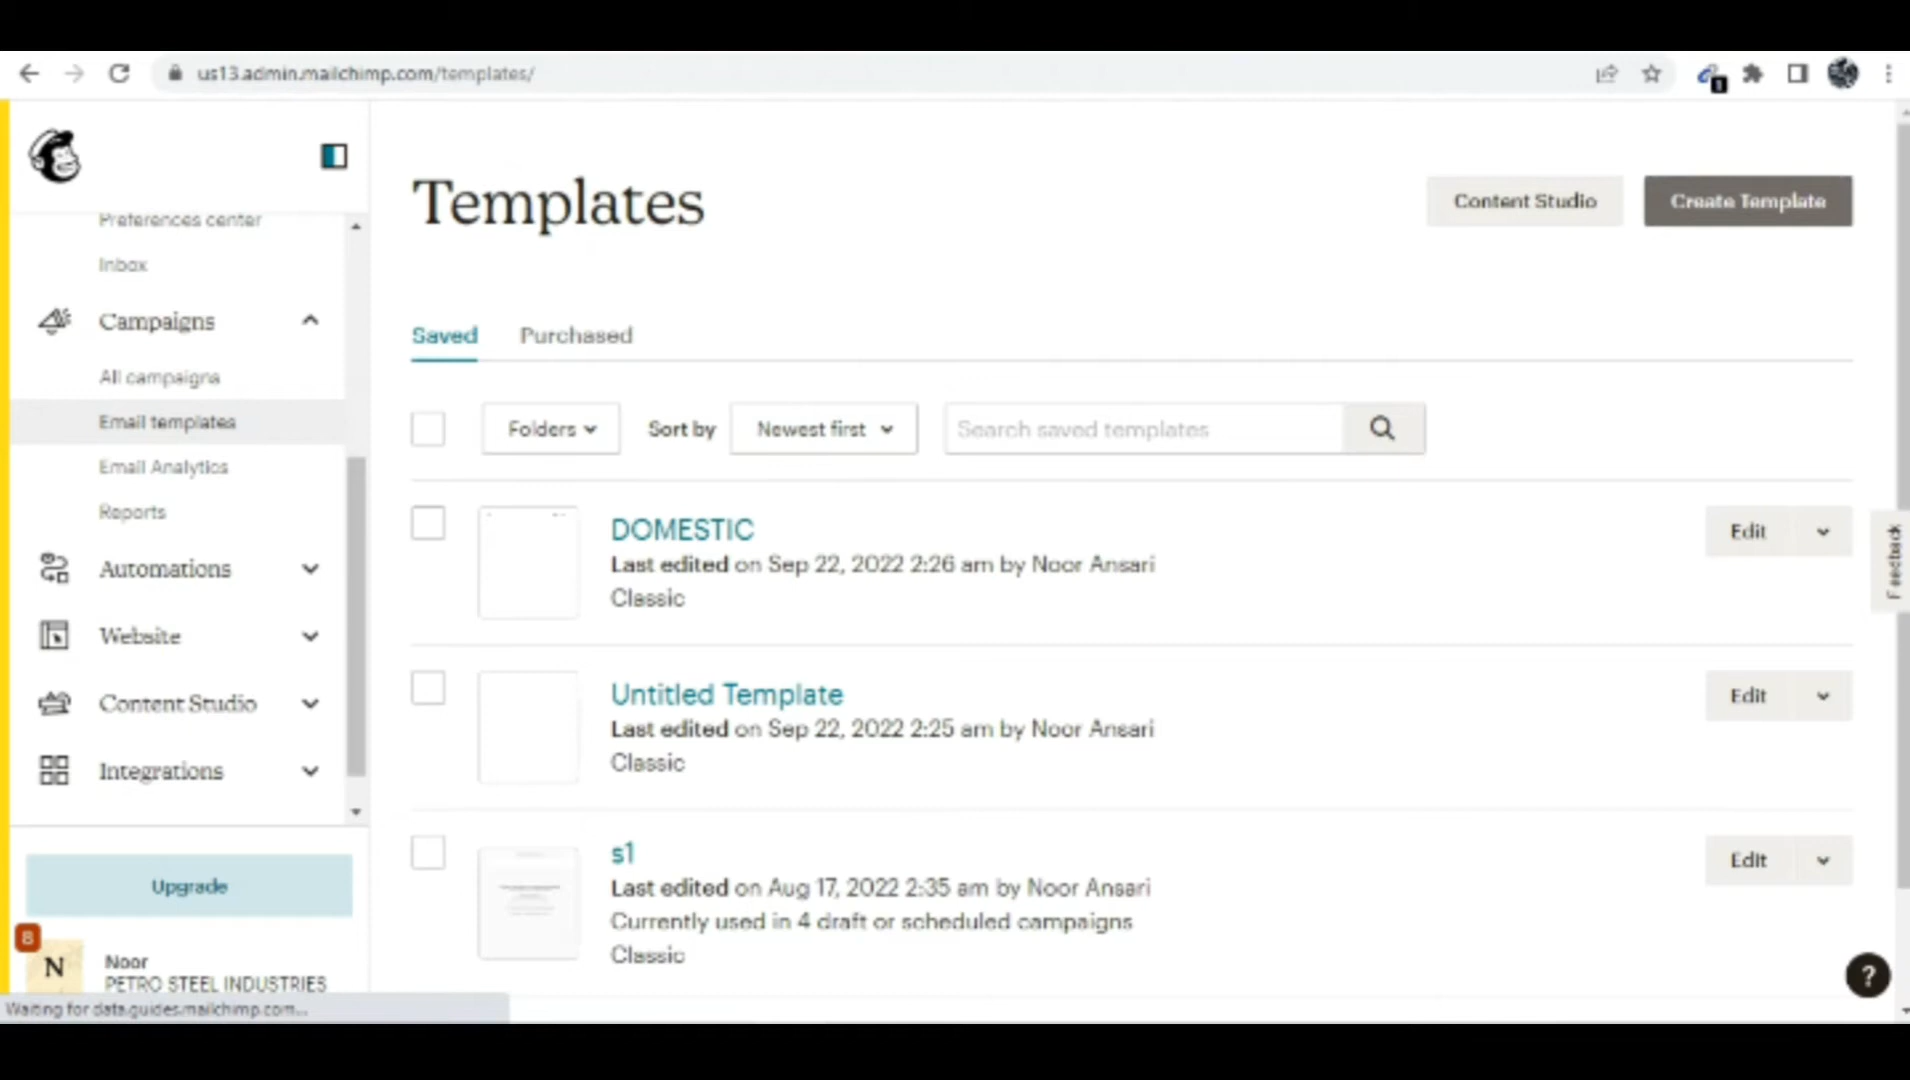 us13.admin.mailchimp.com/templates/
Preferences center
Inbox
Campaigns
All campaigns
Email templates
Email Analytics
Reports
Automations
Website
Content Studio
Integrations
Upgrade
8
N
Noor
PETRO STEEL INDUSTRIES
Waiting for data.guides.mailchimp.com...
Templates
Content Studio
Create Template
Saved Purchased
Folders Sort by Newest first Search saved templates
DOMESTIC
Last edited on Sep 22, 2022 2:26 am by Noor Ansari
Classic
Edit
Untitled Template
Last edited on Sep 22, 2022 2:25 am by Noor Ansari
Classic
Edit
s1
Last edited on Aug 17, 2022 2:35 am by Noor Ansari
Currently used in 4 draft or scheduled campaigns
Classic
Edit
Feedback
?